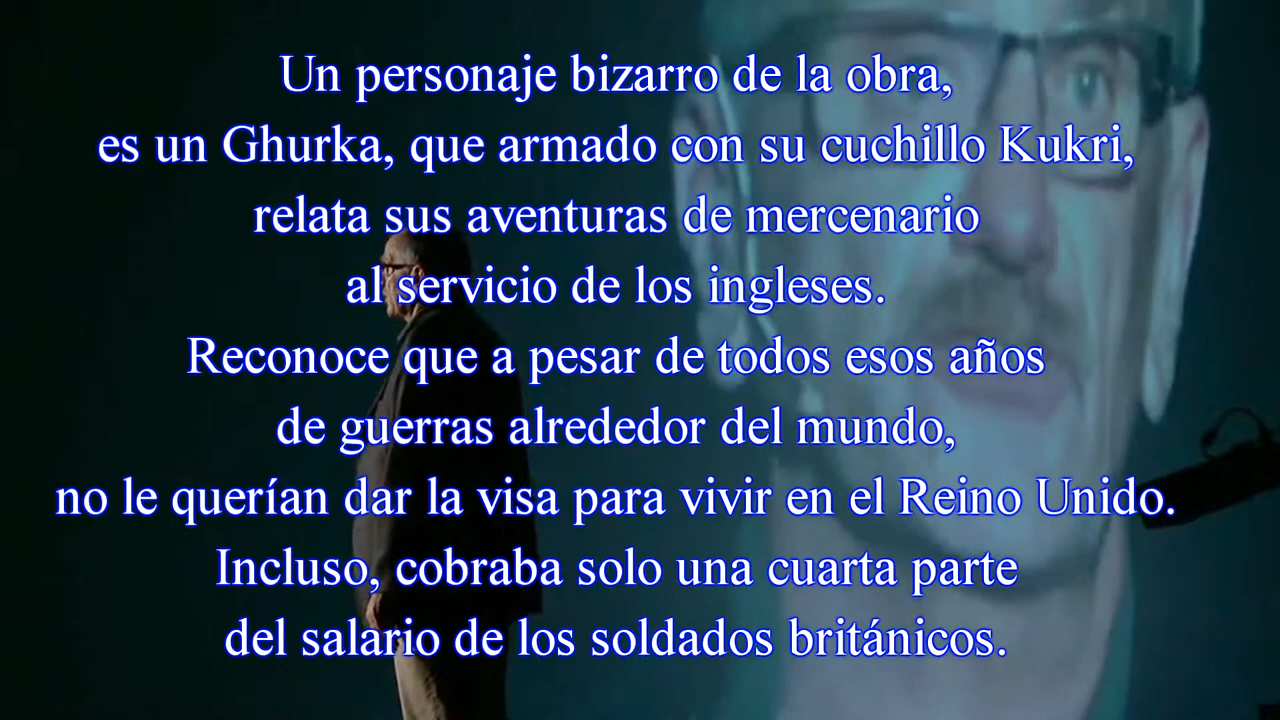 Un personaje bizarro de la obra,
es un Ghurka, que armado con su cuchillo Kukri,
relata sus aventuras de mercenario
al servicio de los ingleses.
Reconoce que a pesar de todos esos años
de guerras alrededor del mundo,
no le querían dar la visa para vivir en el Reino Unido.
Incluso, cobraba solo una cuarta parte
del salario de los soldados británicos.